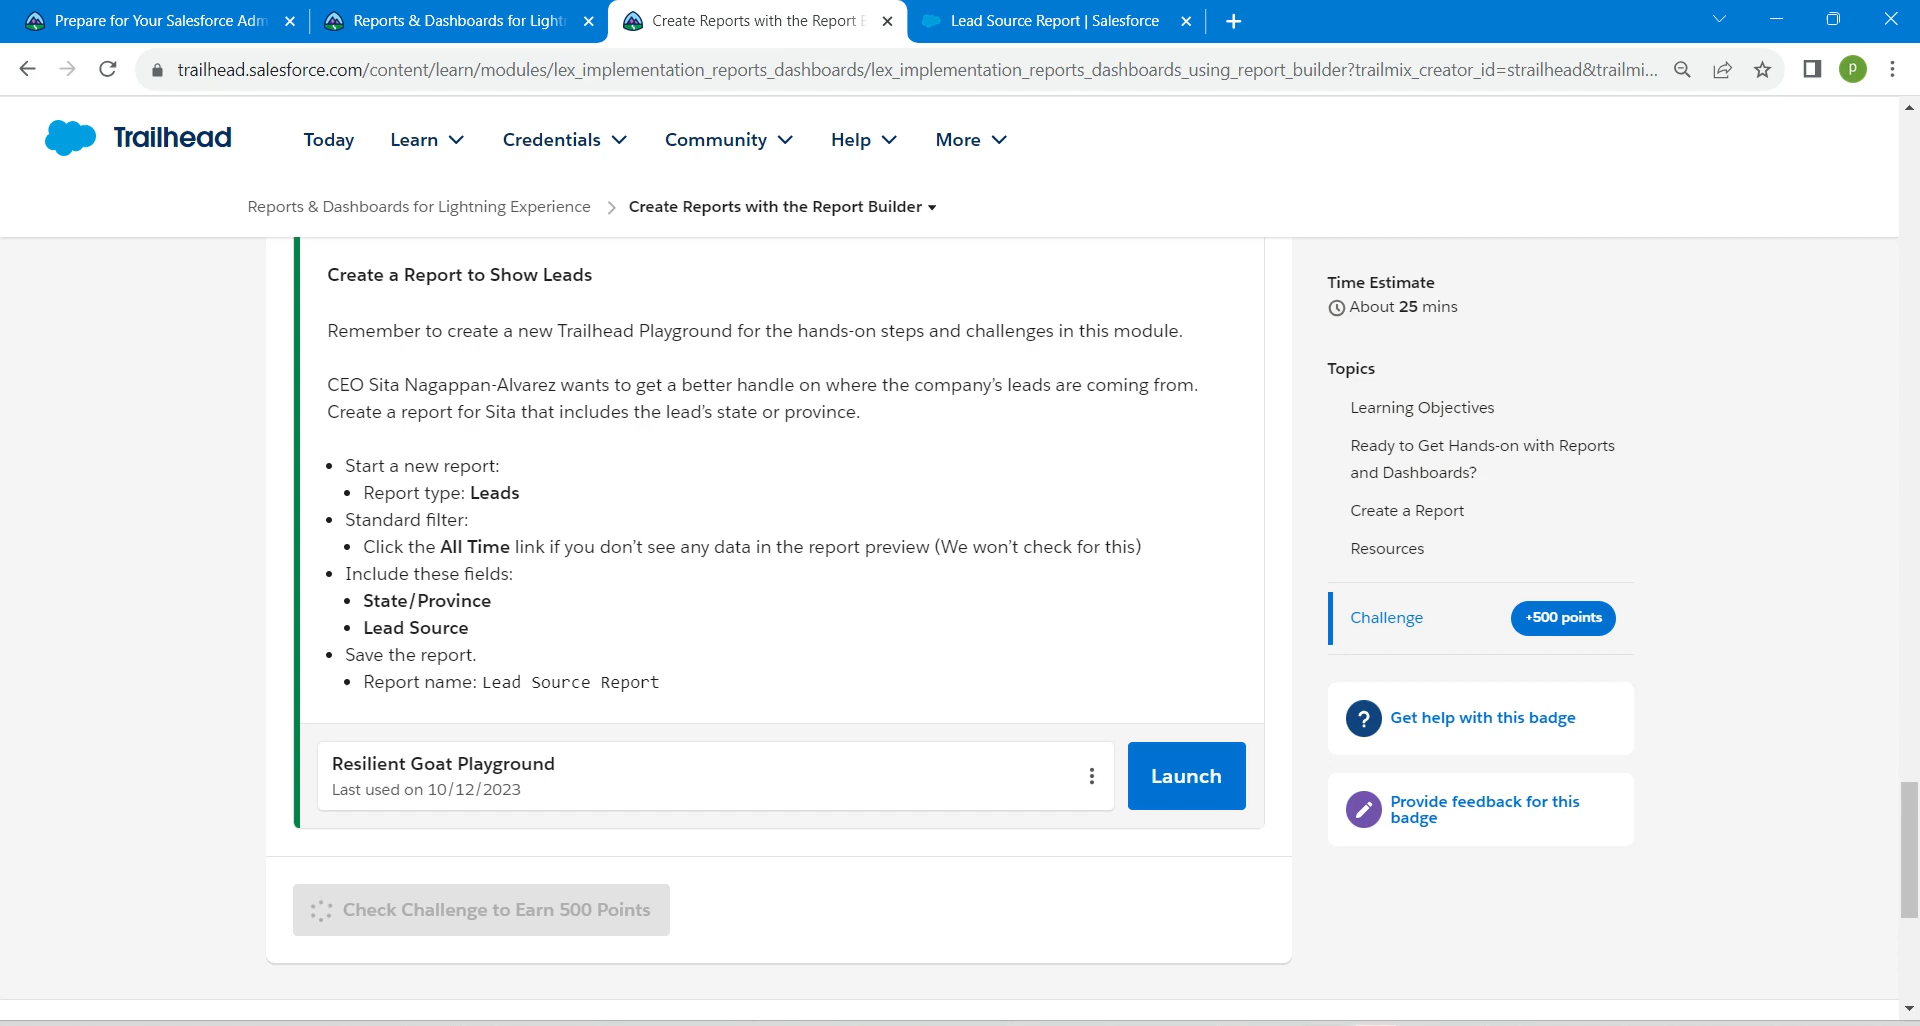 Prepare for Your Salesforce Adm
Reports & Dashboards for Light
Create Reports with the Report
Lead Source Report | Salesforce
trailhead.salesforce.com/content/learn/modules/lex_implementation_reports_dashboards/lex_implementation_reports_dashboards_using_report_builder?trailmix_creator_id=strailhead&trailmi...
P
Trailhead
Today
Learn
Credentials
Community
Help
More
Reports & Dashboards for Lightning Experience
Create Reports with the Report Builder
Create a Report to Show Leads
Remember to create a new Trailhead Playground for the hands-on steps and challenges in this module.
CEO Sita Nagappan-Alvarez wants to get a better handle on where the company’s leads are coming from.
Create a report for Sita that includes the lead’s state or province.
• Start a new report:
• Report type: Leads
• Standard filter:
• Click the All Time link if you don’t see any data in the report preview (We won’t check for this)
• Include these fields:
• State/Province
• Lead Source
• Save the report.
• Report name: Lead Source Report
Resilient Goat Playground
Last used on 10/12/2023
Launch
Check Challenge to Earn 500 Points
Time Estimate
About 25 mins
Topics
Learning Objectives
Ready to Get Hands-on with Reports
and Dashboards?
Create a Report
Resources
Challenge
+500 points
? Get help with this badge
Provide feedback for this
badge